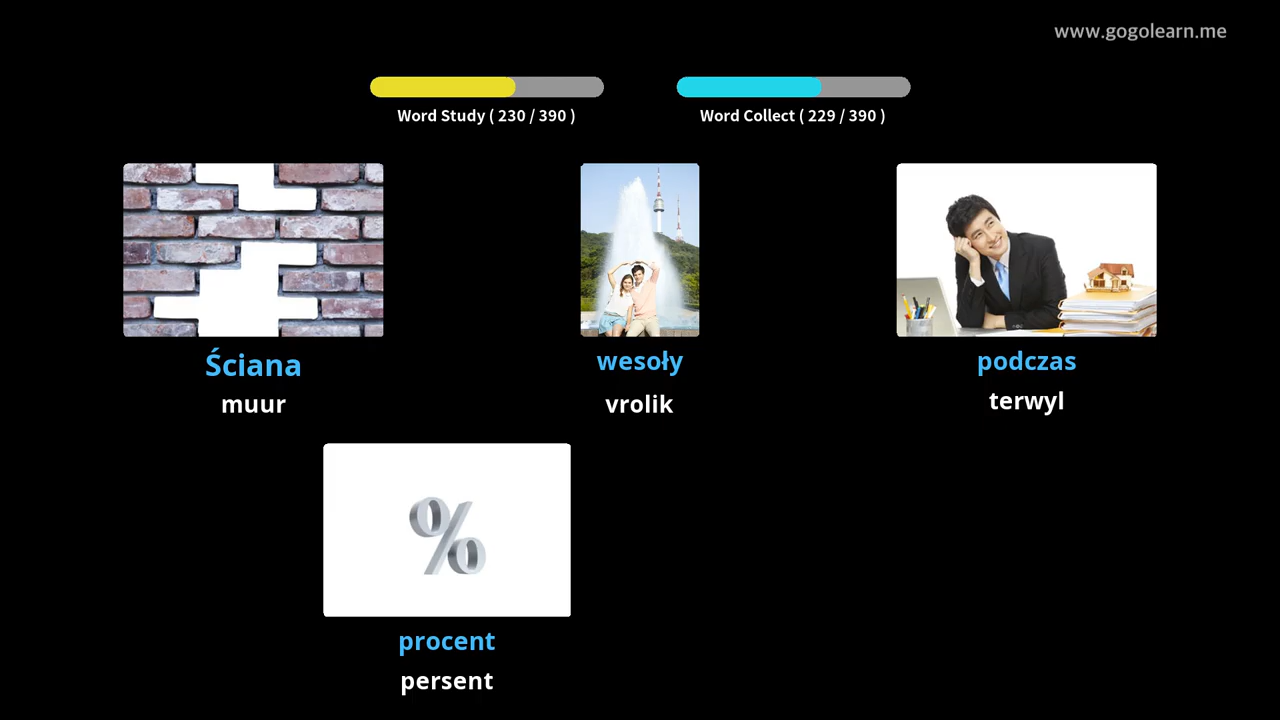 www.gogolearn.me
Word Study ( 230 / 390 )
Word Collect ( 229 / 390 )
Ściana
muur
wesoły
vrolik
podczas
terwyl
%
procent
persent